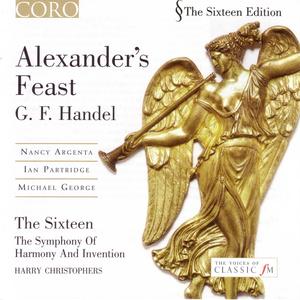 CORO
§ The Sixteen Edition
Alexander's
Feast
G. F. Handel
NANCY ARGENTA
IAN PARTRIDGE
MICHAEL GEORGE
The Sixteen
The Symphony Of
Harmony And Invention
HARRY CHRISTOPHERS
THE VOICES OF
CLASSIC fM